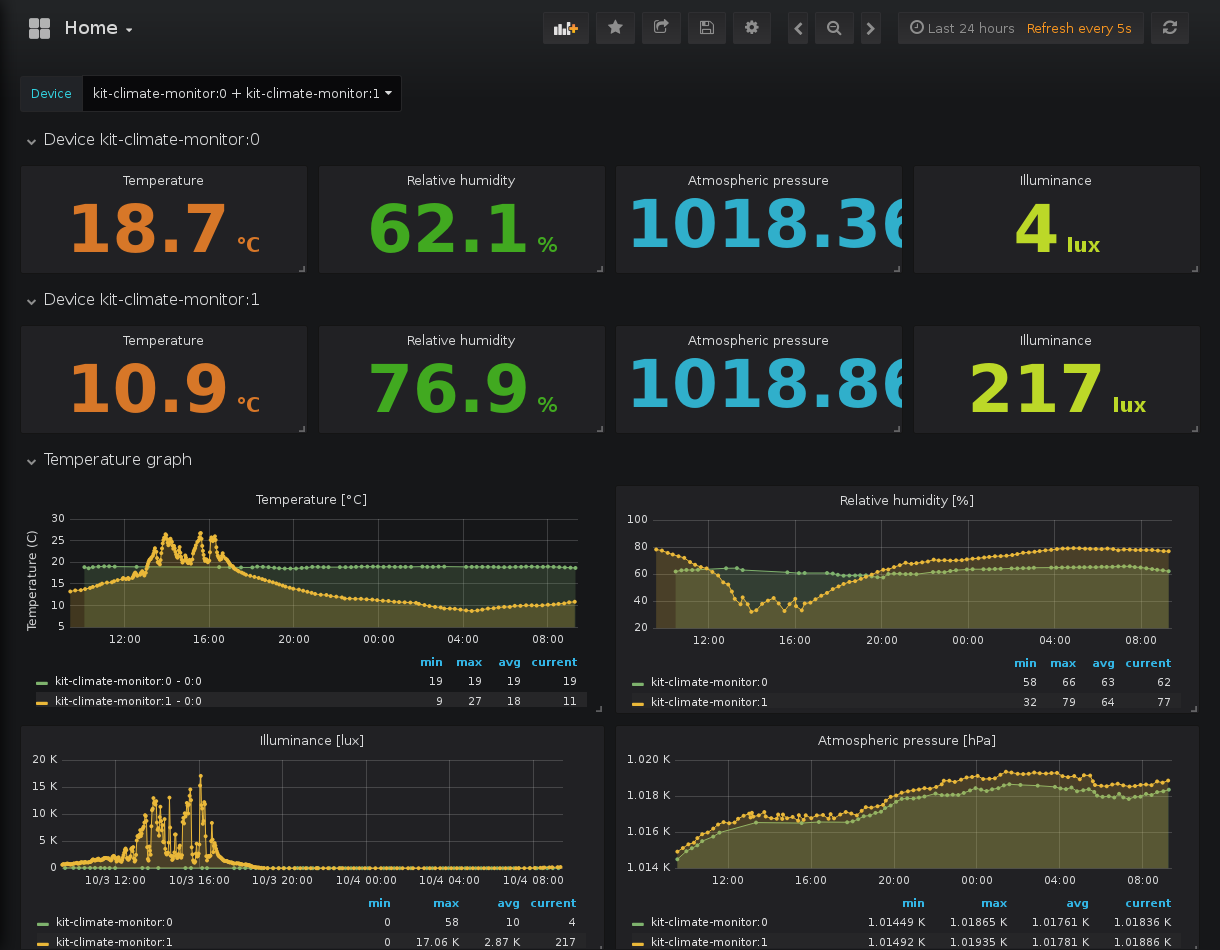 Home
Last 24 hours Refresh every 5s
Device kit-climate-monitor:0 + kit-climate-monitor:1
Device kit-climate-monitor:0
Temperature Relative humidity Atmospheric pressure Illuminance
18.7 °C 62.1 % 1018.36 4 lux
Device kit-climate-monitor:1
Temperature Relative humidity Atmospheric pressure Illuminance
10.9 °C 76.9 % 1018.86 217 lux
Temperature graph
Temperature [°C]
Temperature (C)
30
25
20
15
10
5
12:00 16:00 20:00 00:00 04:00 08:00
min max avg current
kit-climate-monitor:0 - 0:0 19 19 19 19
kit-climate-monitor:1 - 0:0 9 27 18 11
Relative humidity [%]
100
80
60
40
20
12:00 16:00 20:00 00:00 04:00 08:00
min max avg current
kit-climate-monitor:0 58 66 63 62
kit-climate-monitor:1 32 79 64 77
Illuminance [lux]
20 K
15 K
10 K
5 K
0
10/3 12:00 10/3 16:00 10/3 20:00 10/4 00:00 10/4 04:00 10/4 08:00
min max avg current
kit-climate-monitor:0 0 58 10 4
kit-climate-monitor:1 0 17.06 K 2.87 K 217
Atmospheric pressure [hPa]
1.020 K
1.018 K
1.016 K
1.014 K
12:00 16:00 20:00 00:00 04:00 08:00
min max avg current
kit-climate-monitor:0 1.01449 K 1.01865 K 1.01761 K 1.01836 K
kit-climate-monitor:1 1.01492 K 1.01935 K 1.01781 K 1.01886 K